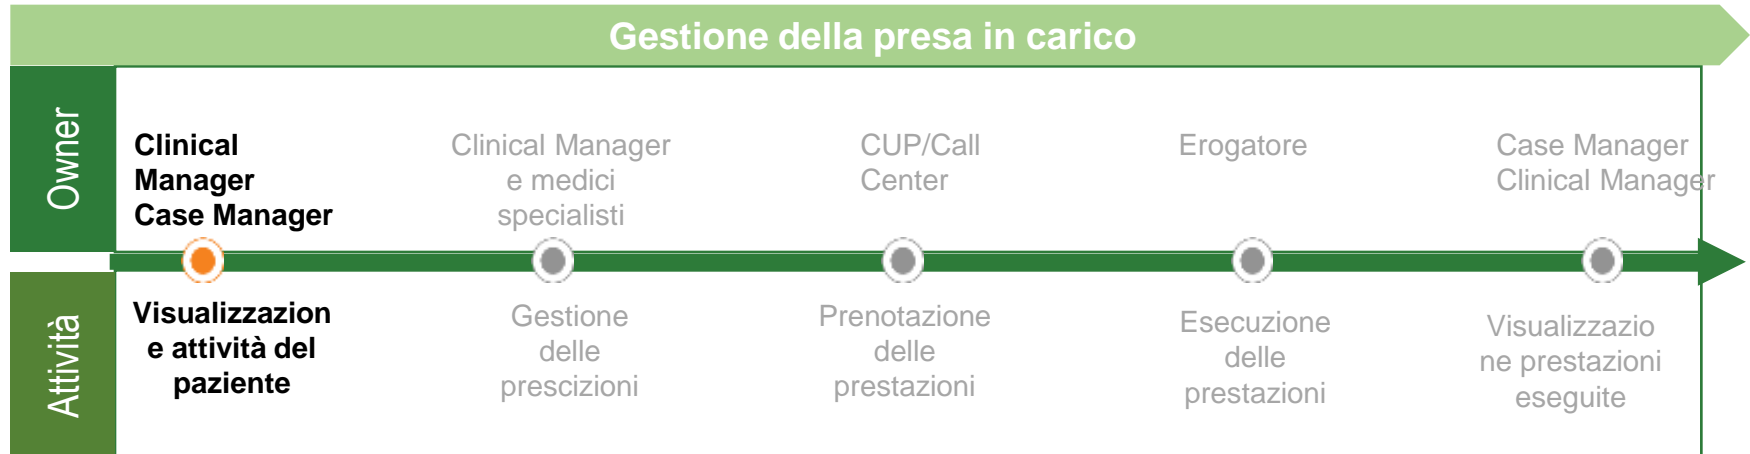 Gestione della presa in carico
Owner
Clinical
Manager
Case Manager
Clinical Manager
e medici
specialisti
CUP/Call
Center
Erogatore
Case Manager
Clinical Manager
Attività
Visualizzazion
e attività del
paziente
Gestione
delle
prescizioni
Prenotazione
delle
prestazioni
Esecuzione
delle
prestazioni
Visualizzazio
ne prestazioni
eseguite